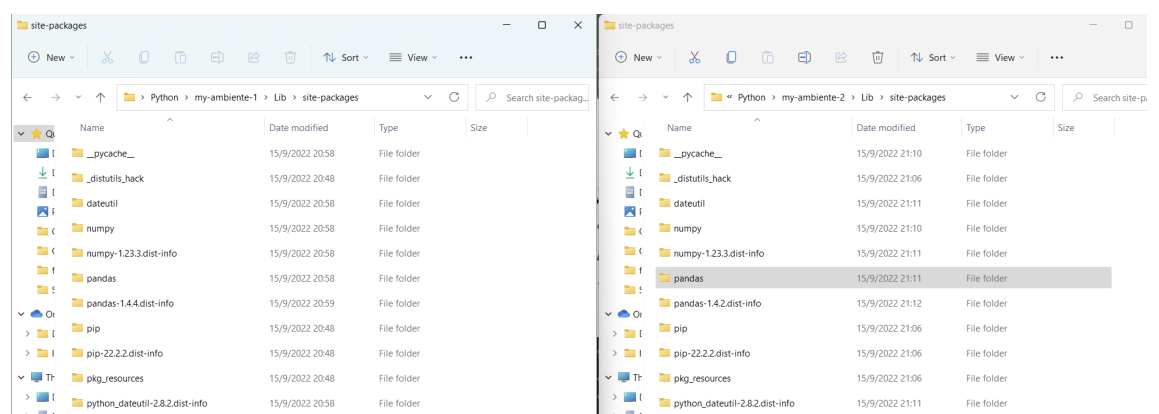 site-packages
New
Sort
View
Python > my-ambiente-1 > Lib > site-packages
Search site-packag...
Name Date modified Type Size
__pycache__ 15/9/2022 20:58 File folder
_distutils_hack 15/9/2022 20:48 File folder
dateutil 15/9/2022 20:58 File folder
numpy 15/9/2022 20:58 File folder
numpy-1.23.3.dist-info 15/9/2022 20:58 File folder
pandas 15/9/2022 20:58 File folder
pandas-1.4.4.dist-info 15/9/2022 20:59 File folder
pip 15/9/2022 20:48 File folder
pip-22.2.2.dist-info 15/9/2022 20:48 File folder
pkg_resources 15/9/2022 20:48 File folder
python_dateutil-2.8.2.dist-info 15/9/2022 20:58 File folder
site-packages
New
Sort
View
« Python > my-ambiente-2 > Lib > site-packages
Search site-p
Name Date modified Type Size
__pycache__ 15/9/2022 21:10 File folder
_distutils_hack 15/9/2022 21:06 File folder
dateutil 15/9/2022 21:11 File folder
numpy 15/9/2022 21:10 File folder
numpy-1.23.3.dist-info 15/9/2022 21:11 File folder
pandas 15/9/2022 21:11 File folder
pandas-1.4.2.dist-info 15/9/2022 21:12 File folder
pip 15/9/2022 21:06 File folder
pip-22.2.2.dist-info 15/9/2022 21:06 File folder
pkg_resources 15/9/2022 21:06 File folder
python_dateutil-2.8.2.dist-info 15/9/2022 21:11 File folder